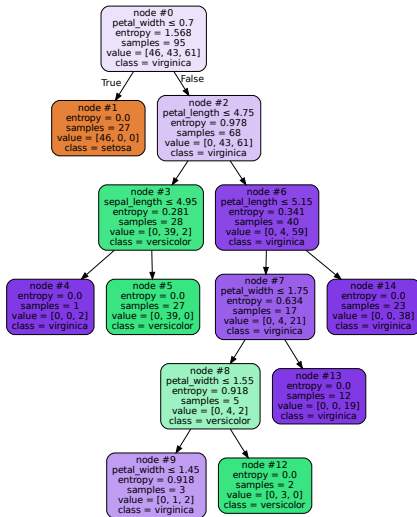 node #0
petal_width ≤ 0.7
entropy = 1.568
samples = 95
value = [46, 43, 61]
class = virginica
True
False
node #1
entropy = 0.0
samples = 27
value = [46, 0, 0]
class = setosa
node #2
petal_length ≤ 4.75
entropy = 0.978
samples = 68
value = [0, 43, 61]
class = virginica
node #3
sepal_length ≤ 4.95
entropy = 0.281
samples = 28
value = [0, 39, 2]
class = versicolor
node #6
petal_length ≤ 5.15
entropy = 0.341
samples = 40
value = [0, 4, 59]
class = virginica
node #4
entropy = 0.0
samples = 1
value = [0, 0, 2]
class = virginica
node #5
entropy = 0.0
samples = 27
value = [0, 39, 0]
class = versicolor
node #7
petal_width ≤ 1.75
entropy = 0.634
samples = 17
value = [0, 4, 21]
class = virginica
node #14
entropy = 0.0
samples = 23
value = [0, 0, 38]
class = virginica
node #8
petal_width ≤ 1.55
entropy = 0.918
samples = 5
value = [0, 4, 2]
class = versicolor
node #13
entropy = 0.0
samples = 12
value = [0, 0, 19]
class = virginica
node #9
petal_width ≤ 1.45
entropy = 0.918
samples = 3
value = [0, 1, 2]
class = virginica
node #12
entropy = 0.0
samples = 2
value = [0, 3, 0]
class = versicolor